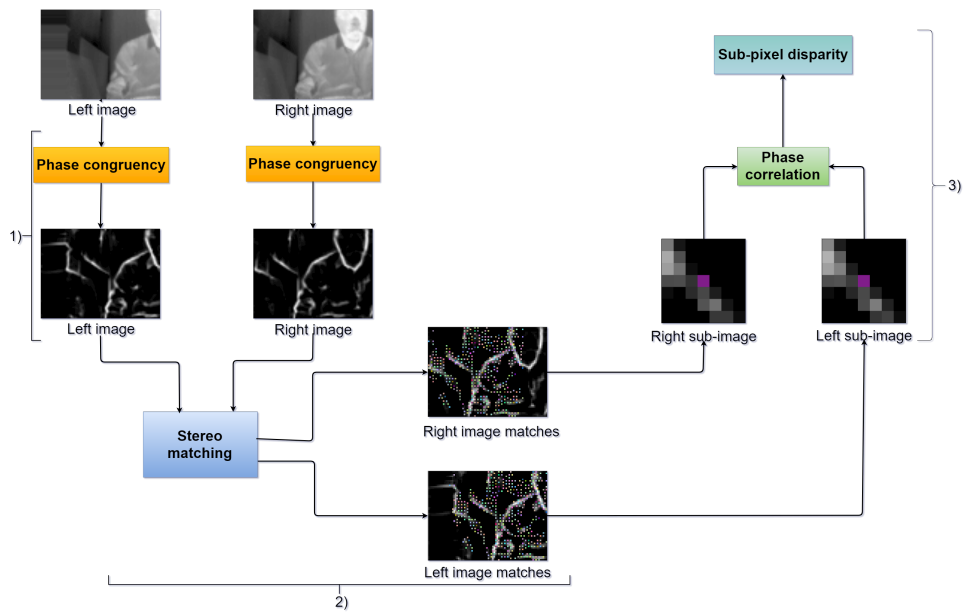 Left image
Right image
Phase congruency
Phase congruency
1)
Left image
Right image
Stereo
matching
Right image matches
Left image matches
2)
Sub-pixel disparity
Phase
correlation
3)
Right sub-image
Left sub-image